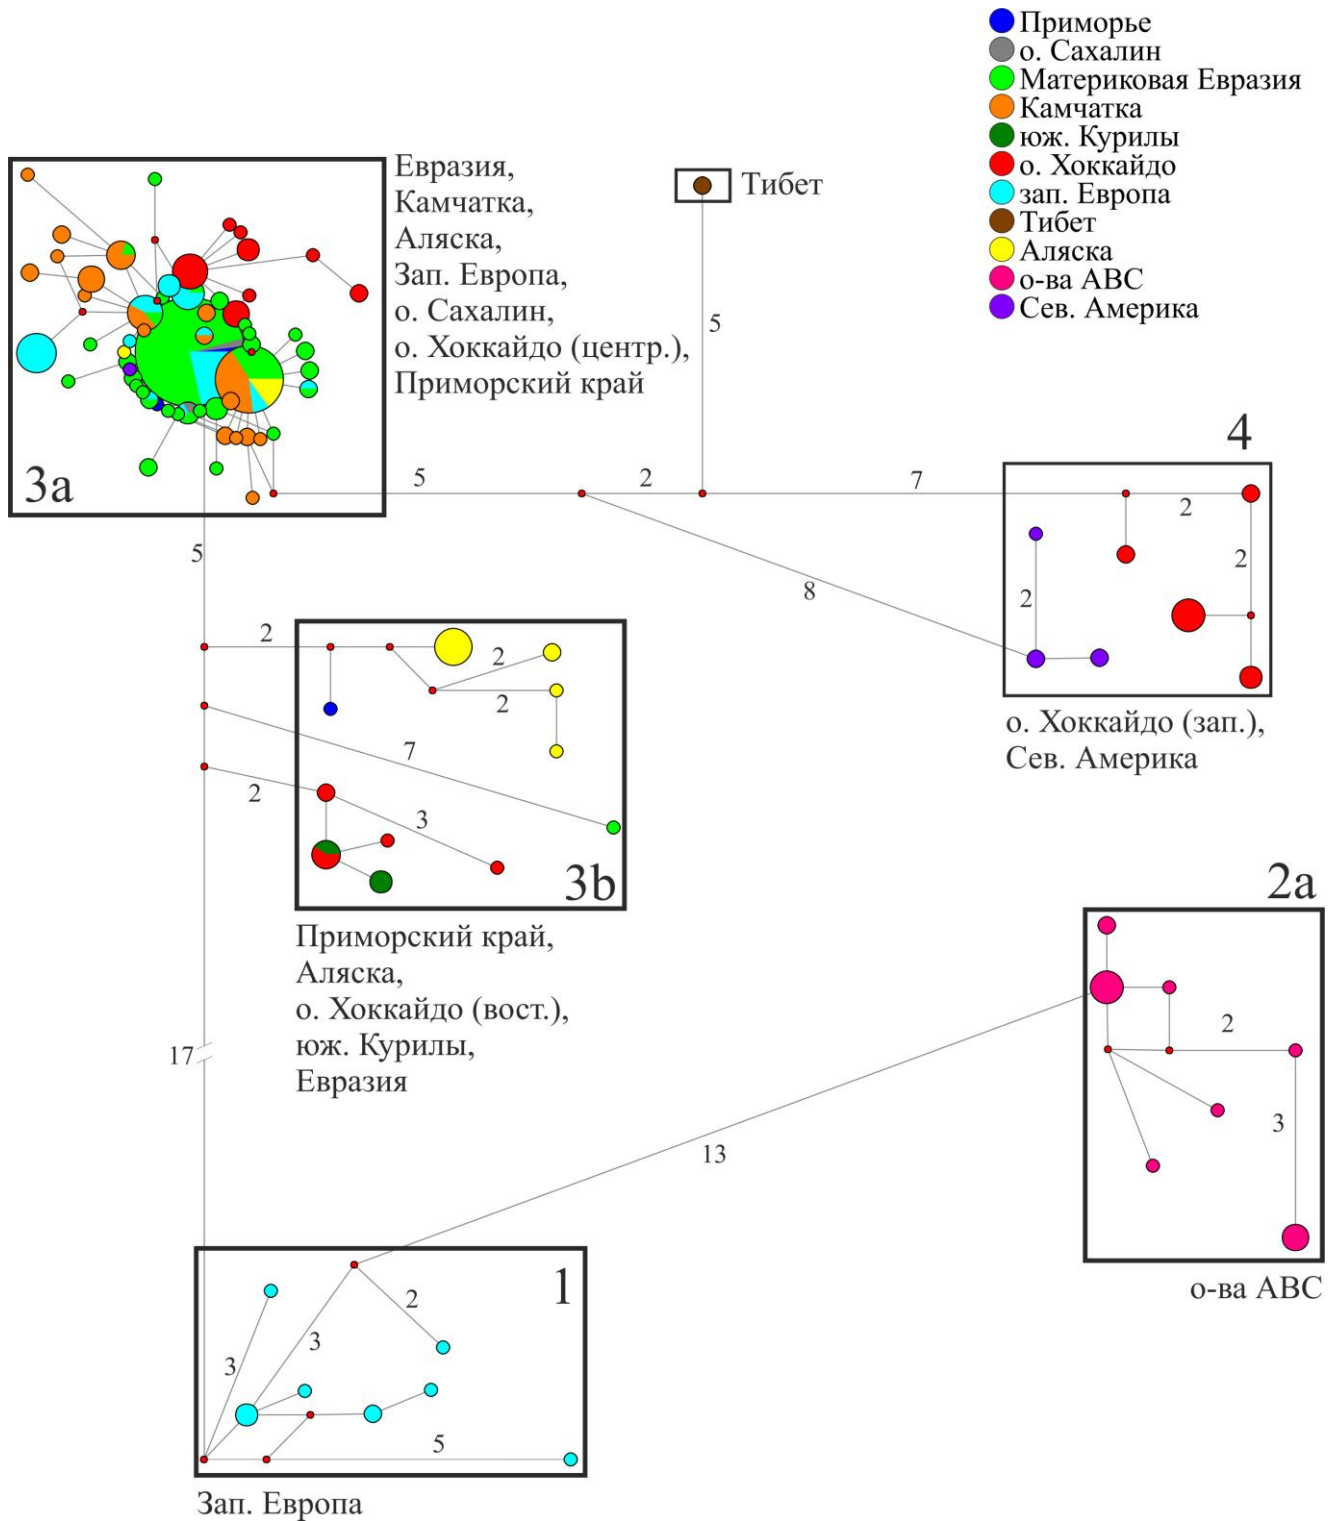 Приморье
о. Сахалин
Материковая Евразия
Камчатка
юж. Курилы
о. Хоккайдо
зап. Европа
Тибет
Аляска
о-ва АВС
Сев. Америка
Евразия,
Камчатка,
Аляска,
Зап. Европа,
о. Сахалин,
о. Хоккайдо (центр.),
Приморский край
3a
Тибет
5
5
2
7
4
2
2
2
8
о. Хоккайдо (зап.),
Сев. Америка
5
2
2
2
7
2
3
3b
Приморский край,
Аляска,
о. Хоккайдо (вост.),
юж. Курилы,
Евразия
17
13
2a
2
3
о-ва АВС
1
2
3
3
5
Зап. Европа